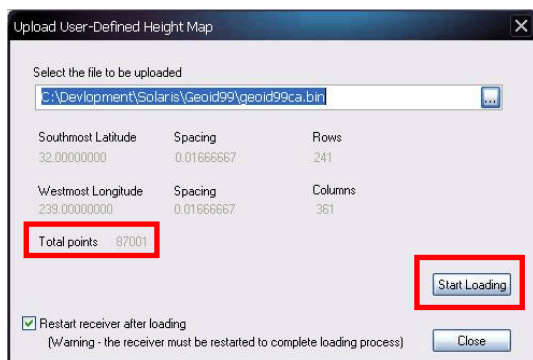 Upload User-Defined Height Map
Select the file to be uploaded
C:\Devlopment\Solaris\Geoid99\geoid99ca.bin ...
Southmost Latitude Spacing Rows
32.00000000 0.01666667 241
Westmost Longitude Spacing Columns
239.00000000 0.01666667 361
Total points 87001
Start Loading
Restart receiver after loading
(Warning - the receiver must be restarted to complete loading process) Close